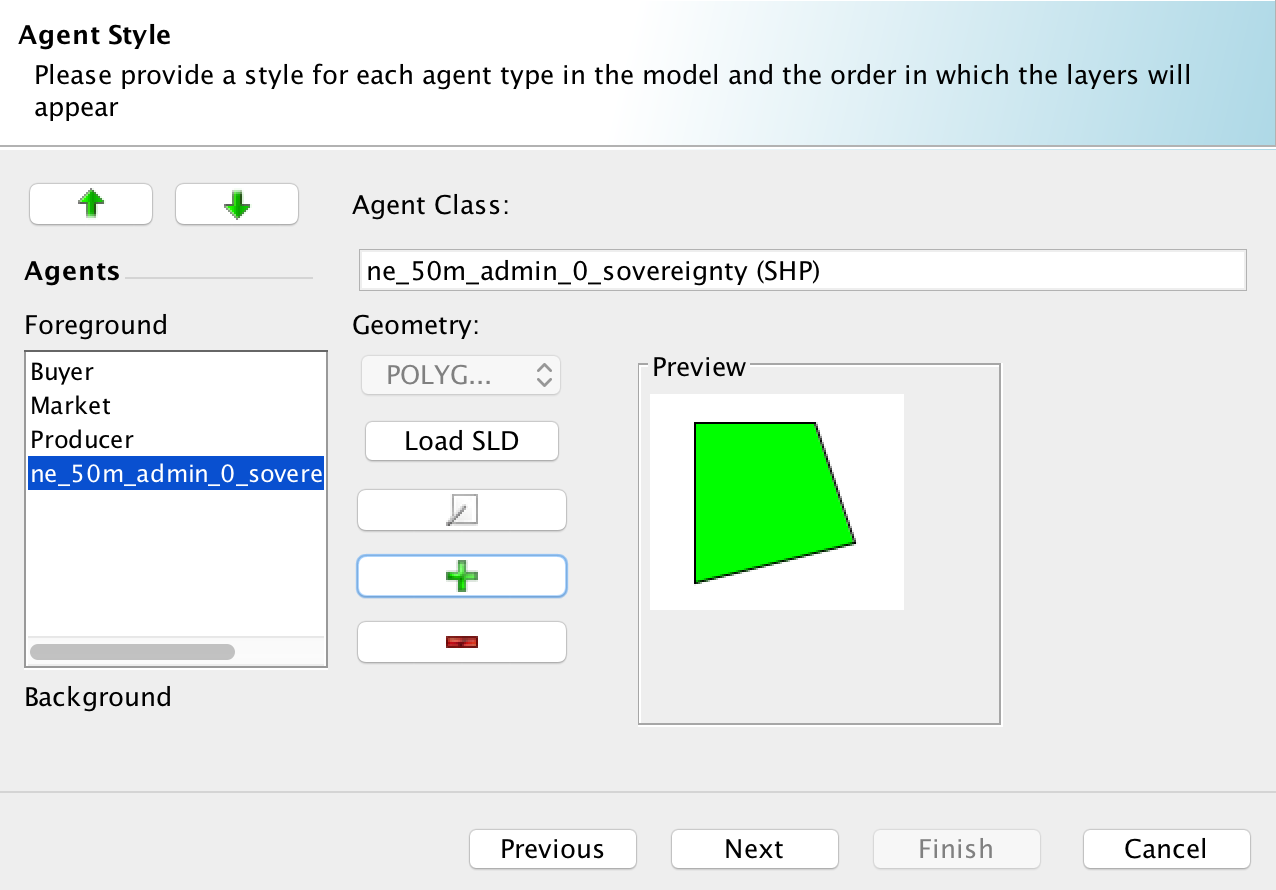 Agent Style
Please provide a style for each agent type in the model and the order in which the layers will
appear
Agent Class:
Agents
ne_50m_admin_0_sovereignty (SHP)
Foreground
Geometry:
Buyer
Market
Producer
ne_50m_admin_0_sovere
POLYG...
Load SLD
Preview
Background
Previous
Next
Finish
Cancel